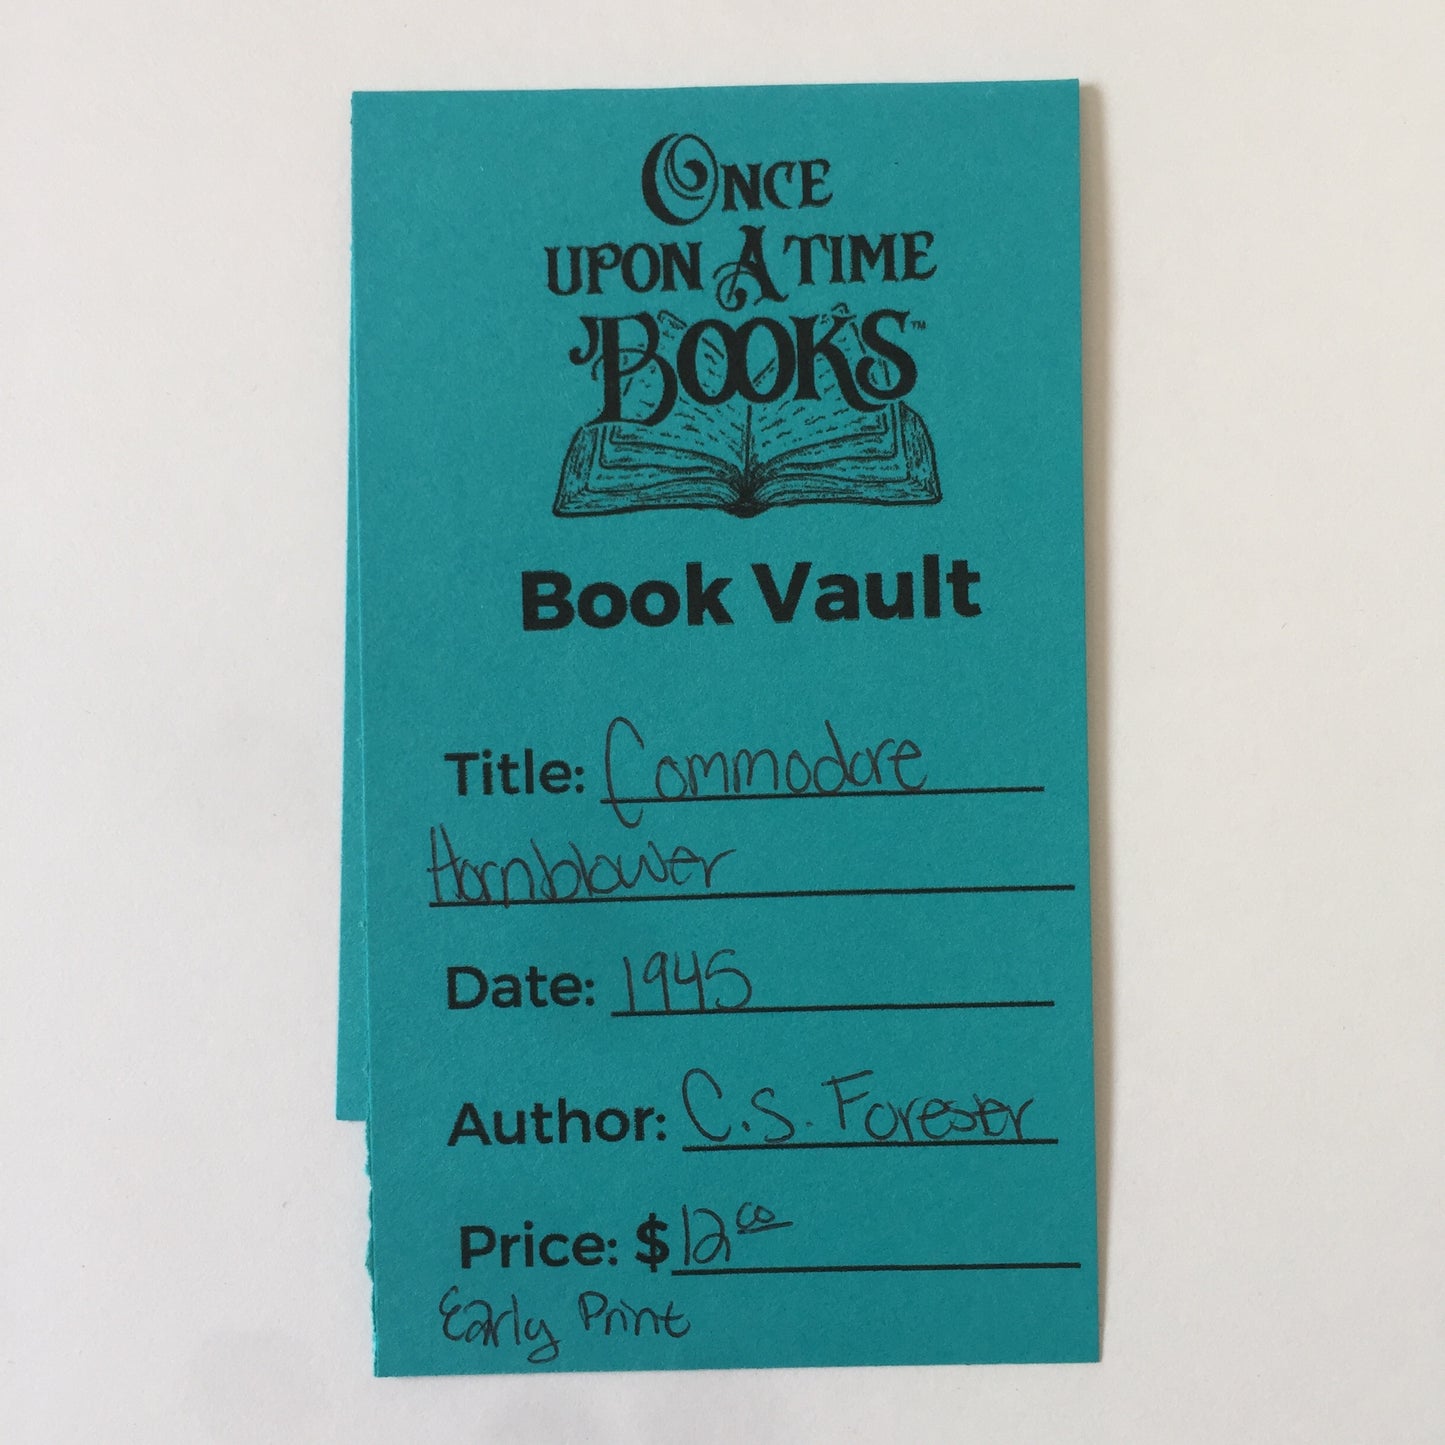 ONCE
UPON A TIME
BOOKS™
Book Vault
Title: Commodore
Hornblower
Date: 1945
Author: C.S. Forester
Price: $12 00
Early Print